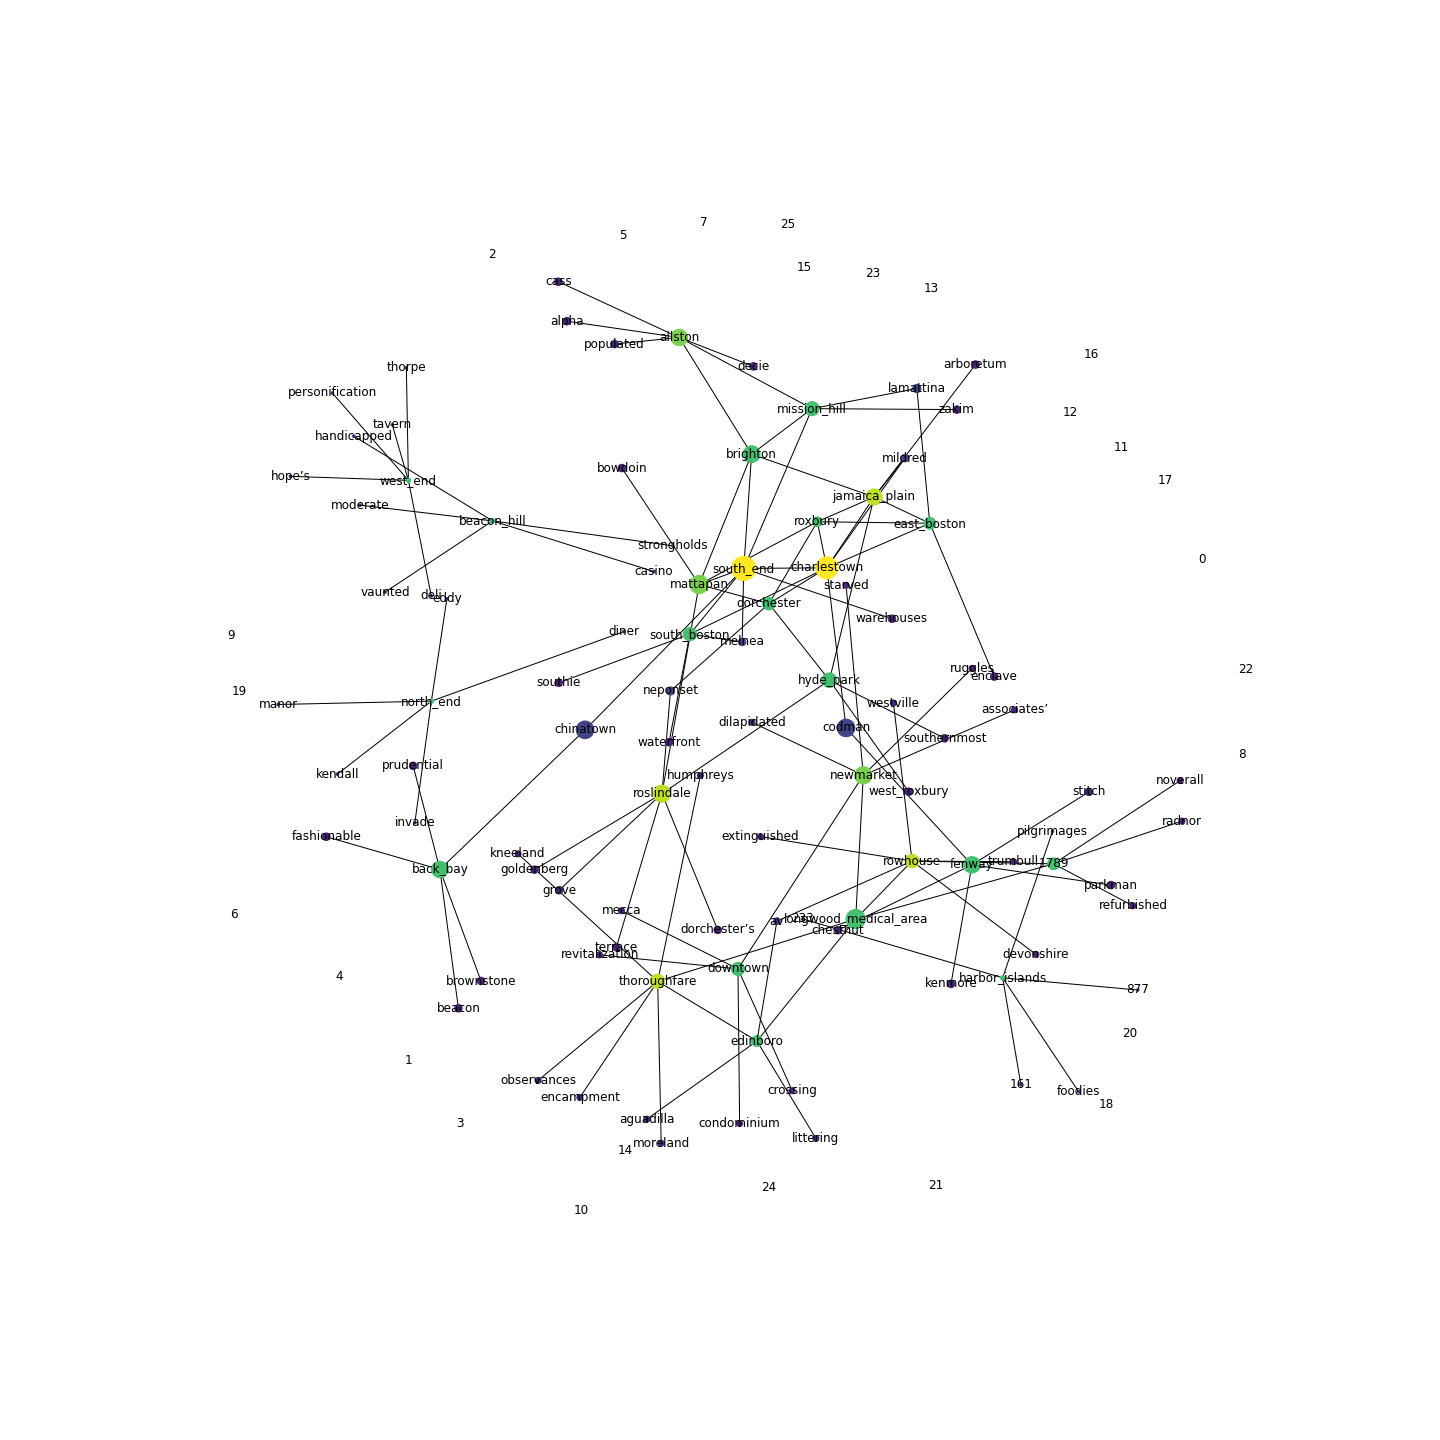 7
25
5
2
15
23
cass
13
alpha
allston
populated
16
decie
arboretum
thorpe
lamattina
personification
mission_hill
zakim
12
tavern
handicapped
11
brighton
mildred
bowdoin
hope's
west_end
17
jamaica_plain
moderate
beacon_hill
roxbury
east_boston
strongholds
0
charlestown
south_end
casino
mattapan
starved
vaunted
deli
eddy
dorchester
warehouses
diner
9
south_boston
melnea
ruggles
22
enclave
hyde_park
southie
19
neponset
north_end
manor
westville
associates'
dilapidated
codman
chinatown
southernmost
waterfront
8
prudential
kendall
humphreys
newmarket
noverall
west_roxbury
stitch
roslindale
radnor
invade
pilgrimages
fashionable
extinguished
kneeland
rowhouse
trumbull
1789
fenway
back_bay
goldenberg
parkman
grove
refurbished
mecca
6
233
longwood_medical_area
av
dorchester's
chestnut
terrace
revitalization
devonshire
downtown
4
harbor_islands
brownstone
thoroughfare
kenmore
877
beacon
20
edinboro
1
observances
161
crossing
foodies
encampment
18
aguadilla
3
condominium
littering
moreland
14
21
24
10